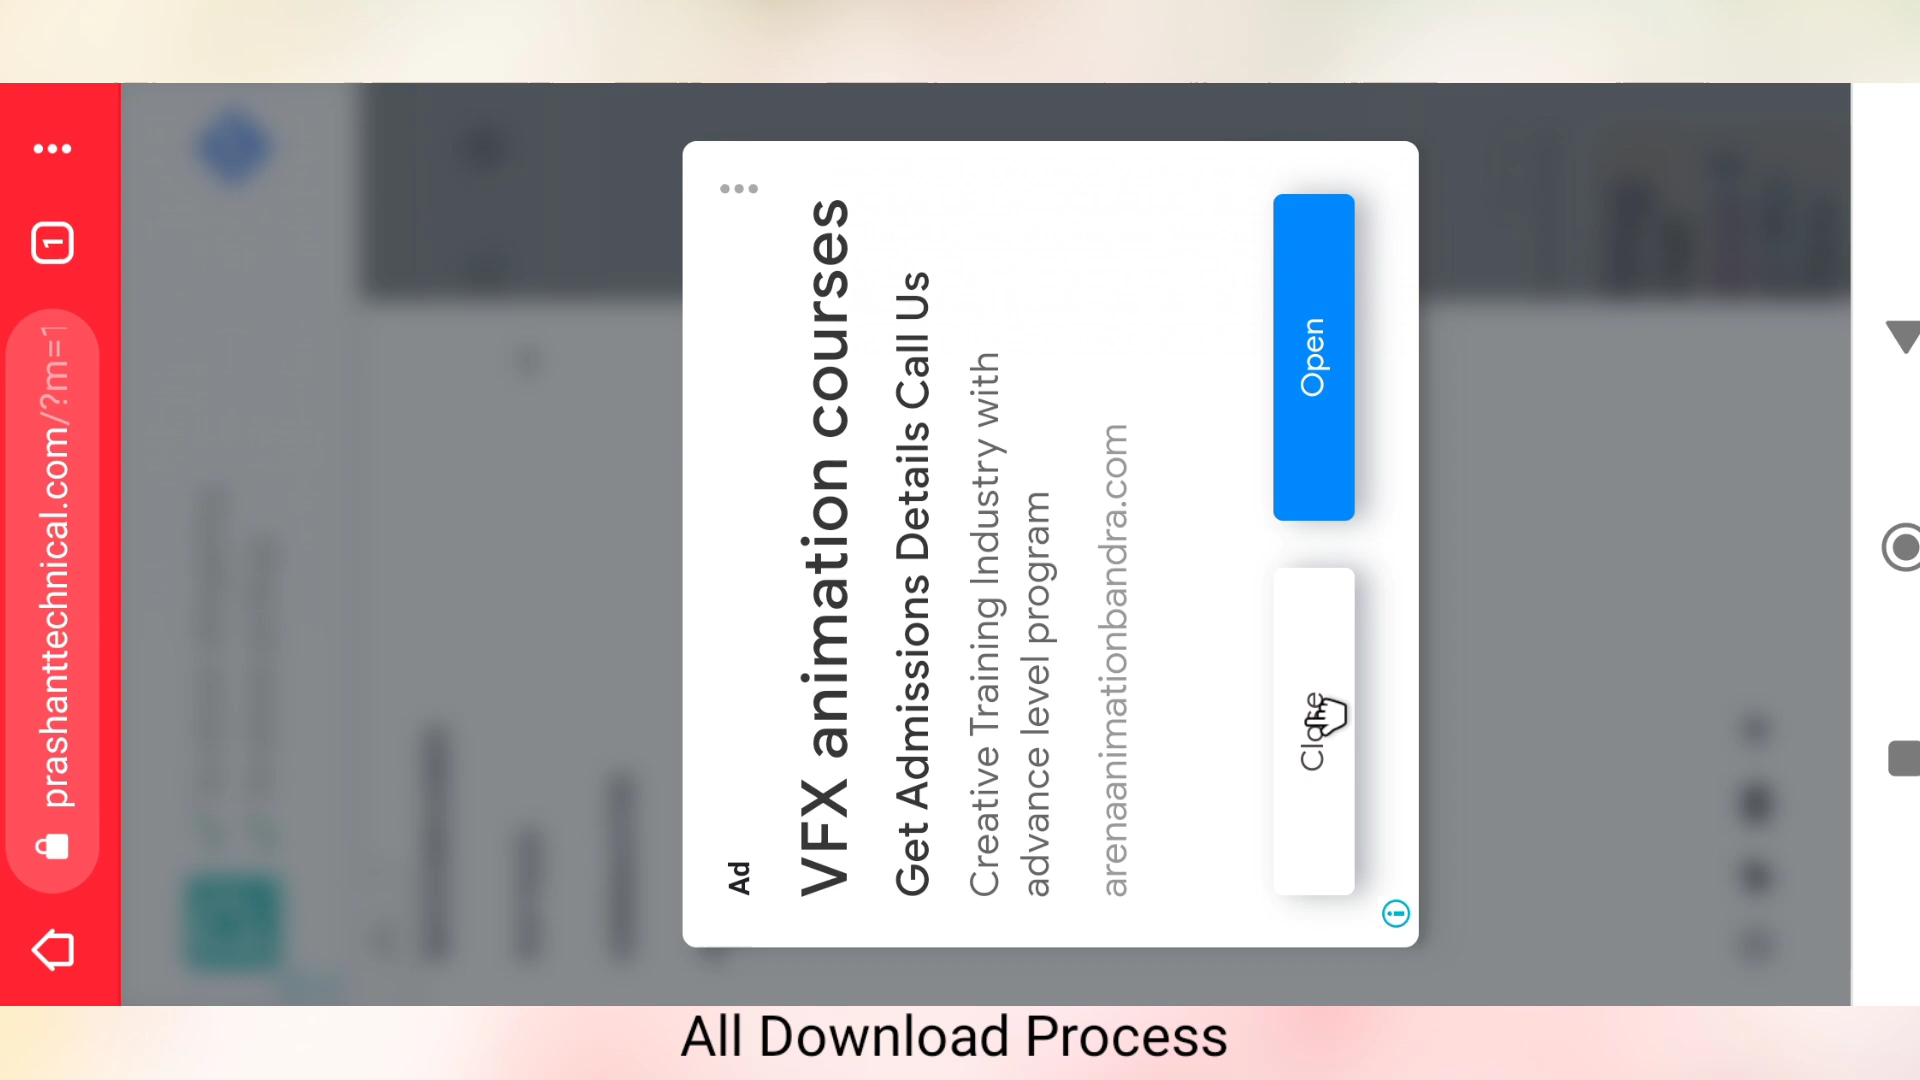 prashanttechnical.com/?m=1
1
Ad
VFX animation courses
Get Admissions Details Call Us
Creative Training Industry with
advance level program
arenaanimationbandra.com
Close
Open
All Download Process